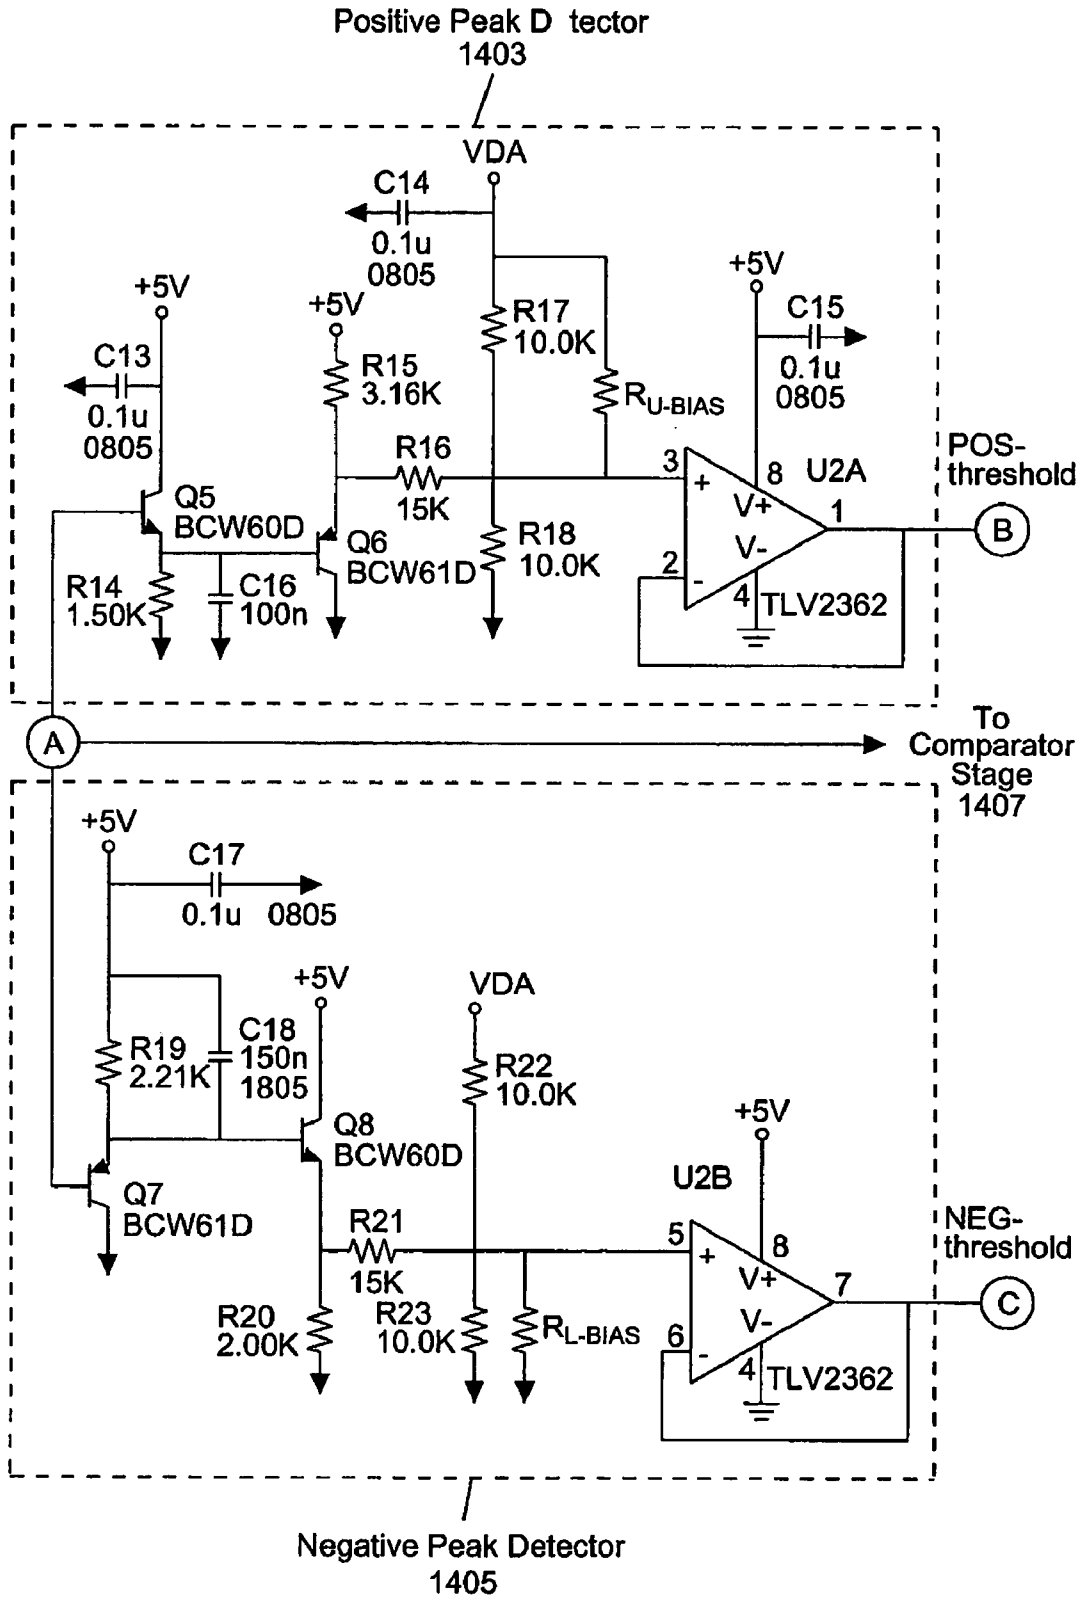 Positive Peak D tector
1403
VDA
C14
0.1u
0805
+5V
C15
0.1u
0805
+5V
+5V
C13
0.1u
0805
R15
3.16K
R17
10.0K
RU-BIAS
R16
15K
Q5
BCW60D
Q6
BCW61D
R14
1.50K
C16
100n
R18
10.0K
3
+
2
-
8
V+
V-
4
U2A
1
TLV2362
POS-
threshold
B
A
To
Comparator
Stage
1407
+5V
C17
0.1u 0805
+5V
VDA
R19
2.21K
C18
150n
1805
R22
10.0K
Q8
BCW60D
+5V
Q7
BCW61D
R21
15K
R20
2.00K
R23
10.0K
RL-BIAS
U2B
5
+
6
-
8
V+
V-
4
7
TLV2362
NEG-
threshold
C
Negative Peak Detector
1405